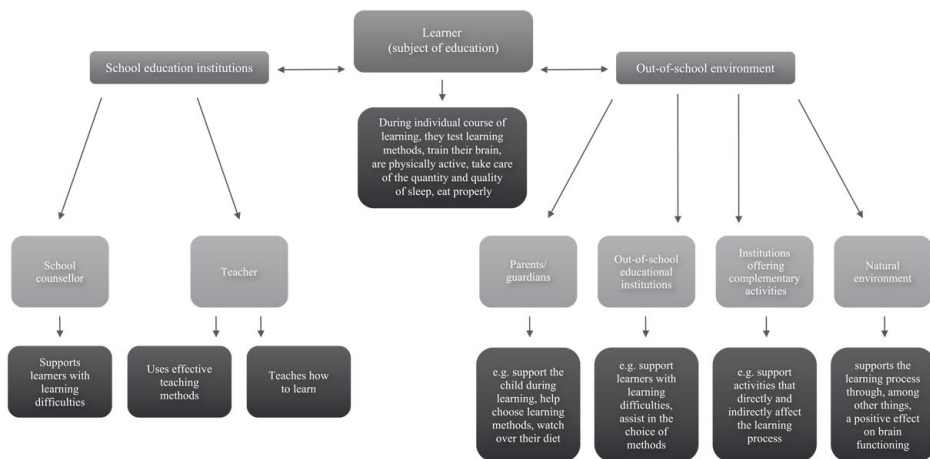 Learner
(subject of education)
School education institutions
Out-of-school environment
During individual course of
learning, they test learning
methods, train their brain,
are physically active, take care
of the quantity and quality
of sleep, eat properly
School
counsellor
Teacher
Parents/
guardians
Out-of-school
educational
institutions
Institutions
offering
complementary
activities
Natural
environment
Supports
learners with
learning
difficulties
Uses effective
teaching
methods
Teaches how
to learn
e.g. support the
child during
learning, help
choose learning
methods, watch
over their diet
e.g. support
learners with
learning
difficulties,
assist in the
choice of
methods
e.g. support
activities that
directly and
indirectly affect
the learning
process
supports the
learning process
through, among
other things,
a positive effect
on brain
functioning